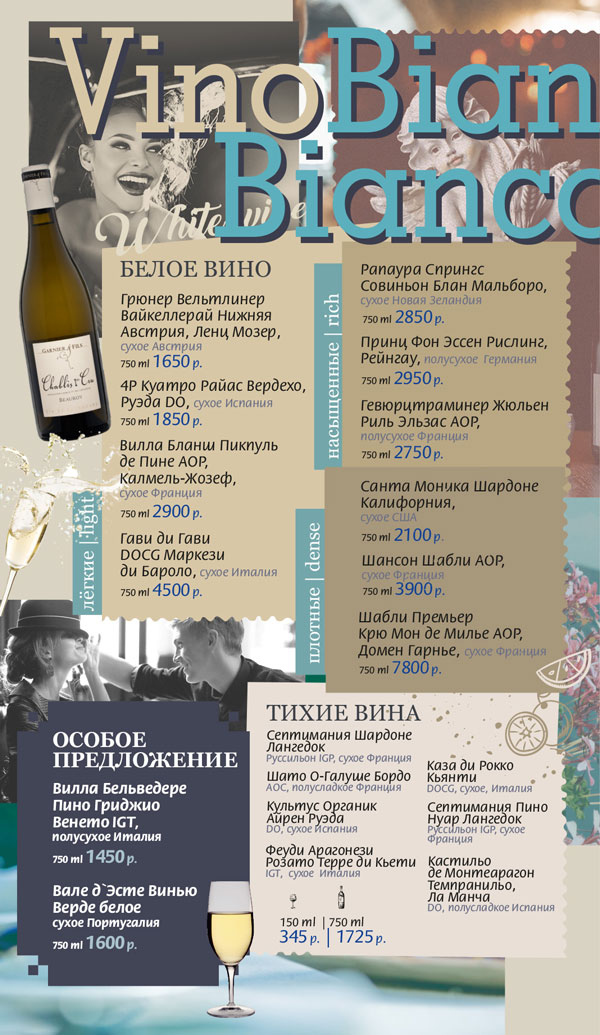 VinoBian
Bianco
White wine
БЕЛОЕ ВИНО
Грюнер Вельтлинер
Вайкеллерай Нижняя
Австрия, Ленц Мозер,
сухое Австрия
750 ml 1650 р.
4Р Куатро Райас Вердехо,
Руэда DO, сухое Испания
750 ml 1850 р.
Вилла Бланш Пикпуль
де Пине АОР,
Калмель-Жозеф,
сухое Франция
750 ml 2900 р.
Гави ди Гави
DOCG Маркези
ди Бароло, сухое Италия
750 ml 4500 р.
лёгкие | light
насыщенные | rich
Рапаура Спрингс
Совиньон Блан Мальборо,
сухое Новая Зеландия
750 ml 2850 р.
Принц Фон Эссен Рислинг,
Рейнгау, полусухое Германия
750 ml 2950 р.
Гевюрцтраминер Жюльен
Риль Эльзас АОР,
полусухое Франция
750 ml 2750 р.
плотные | dense
Санта Моника Шардоне
Калифорния,
сухое США
750 ml 2100 р.
Шансон Шабли АОР,
сухое Франция
750 ml 3900 р.
Шабли Премьер
Крю Мон де Милье АОР,
Домен Гарнье, сухое Франция
750 ml 7800 р.
GARNIER & FILS
Chablis 1er Cru
ОСОБОЕ
ПРЕДЛОЖЕНИЕ
Вилла Бельведере
Пино Гриджио
Венето IGT,
полусухое Италия
750 ml 1450 р.
Вале д`Эсте Винью
Верде белое
сухое Португалия
750 ml 1600 р.
ТИХИЕ ВИНА
Септимания Шардоне
Лангедок
Руссильон IGP, сухое Франция
Шато О-Галуше Бордо
АОС, полусладкое Франция
Культус Органик
Айрен Руэда
DO, сухое Испания
Феуди Арагонези
Розато Терре ди Кьети
IGT, сухое Италия
150 ml | 750 ml
345 р. | 1725 р.
Каза ди Рокко
Кьянти
DOCG, сухое, Италия
Септимания Пино
Нуар Лангедок
Руссильон IGP, сухое
Франция
Кастильо
де Монтеарагон
Темпранильо,
Ла Манча
DO, полусладкое Испания